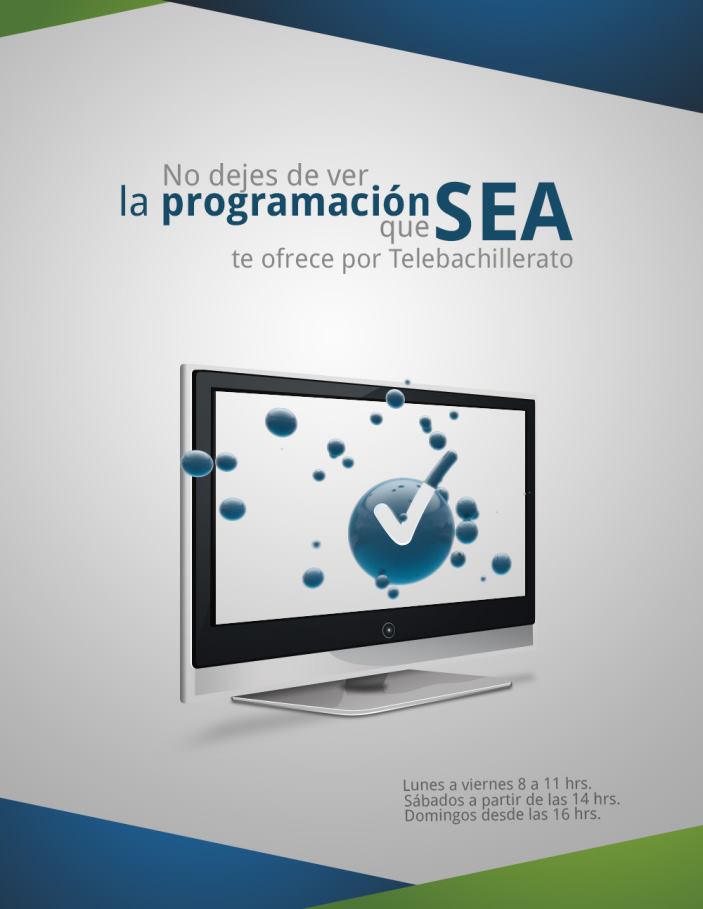 No dejes de ver
la programación SEA
que
te ofrece por Telebachillerato
Lunes a viernes 8 a 11 hrs.
Sábados a partir de las 14 hrs.
Domingos desde las 16 hrs.